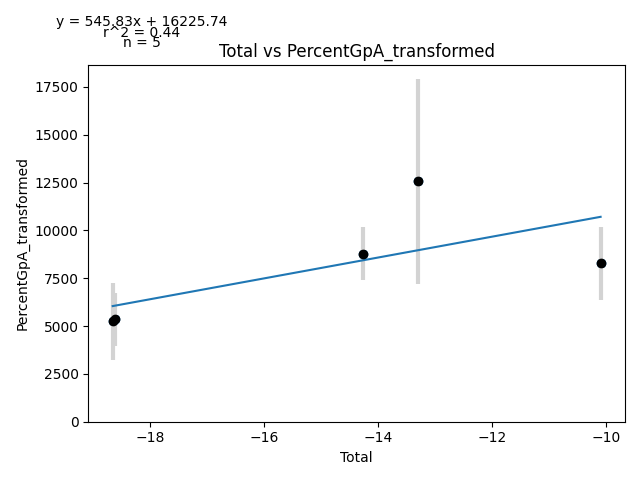 y = 545.83x + 16225.74
r^2 = 0.44
n = 5
Total vs PercentGpA_transformed
17500
15000
12500
10000
7500
5000
2500
0
PercentGpA_transformed
−18
−16
−14
−12
−10
Total